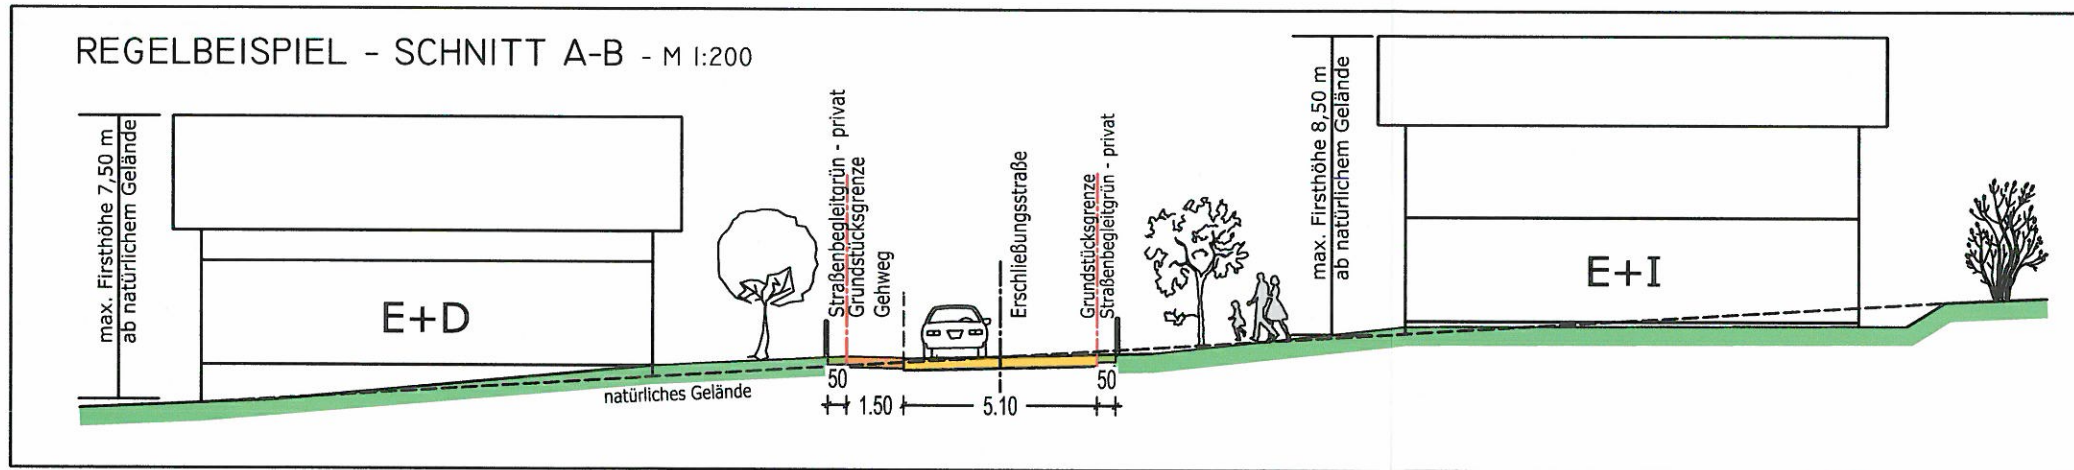 REGELBEISPIEL - SCHNITT A-B - M 1:200
max. Firsthöhe 7,50 m
ab natürlichem Gelände
E+D
natürliches Gelände
Straßenbegleitgrün - privat
Grundstücksgrenze
Gehweg
Erschließungsstraße
Grundstücksgrenze
Straßenbegleitgrün - privat
50
1.50
5.10
50
max. Firsthöhe 8,50 m
ab natürlichem Gelände
E+I